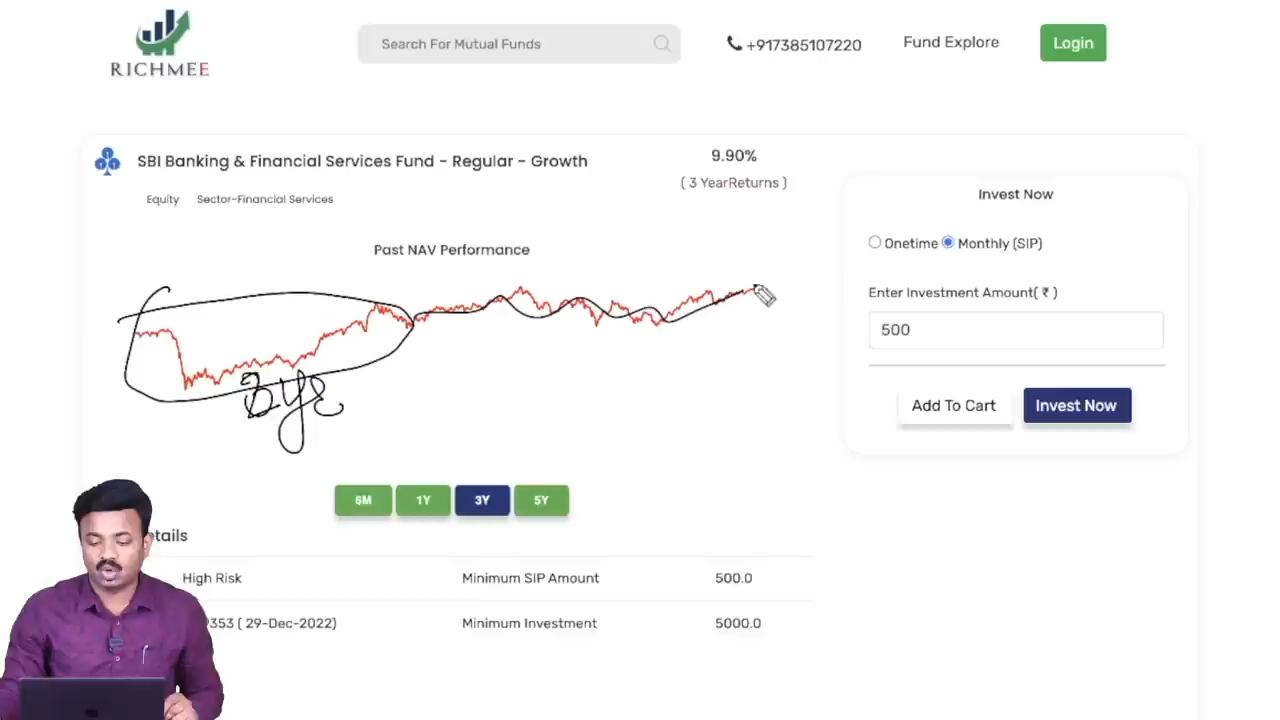 RICHMEE
Search For Mutual Funds
+917385107220
Fund Explore
Login
SBI Banking & Financial Services Fund - Regular - Growth
9.90%
( 3 YearReturns )
Equity Sector-Financial Services
Invest Now
Past NAV Performance
Onetime Monthly (SIP)
Enter Investment Amount( ₹ )
500
Add To Cart
Invest Now
6M 1Y 3Y 5Y
etails
High Risk
Minimum SIP Amount
500.0
353 ( 29-Dec-2022)
Minimum Investment
5000.0